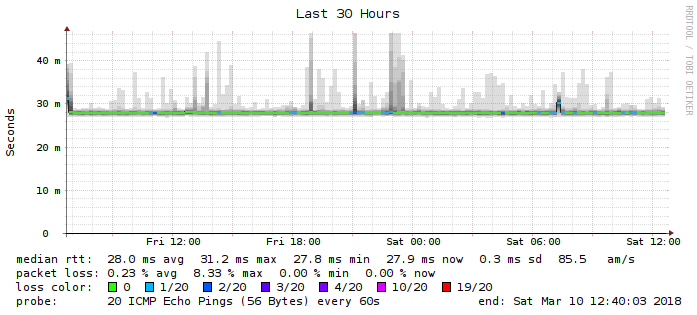 Last 30 Hours
RRDTOOL / TOBI OETIKER
Seconds
40 m
30 m
20 m
10 m
0
Fri 12:00 Fri 18:00 Sat 00:00 Sat 06:00 Sat 12:00
median rtt: 28.0 ms avg 31.2 ms max 27.8 ms min 27.9 ms now 0.3 ms sd 85.5 am/s
packet loss: 0.23 % avg 8.33 % max 0.00 % min 0.00 % now
loss color: 0 1/20 2/20 3/20 4/20 10/20 19/20
probe: 20 ICMP Echo Pings (56 Bytes) every 60s end: Sat Mar 10 12:40:03 2018